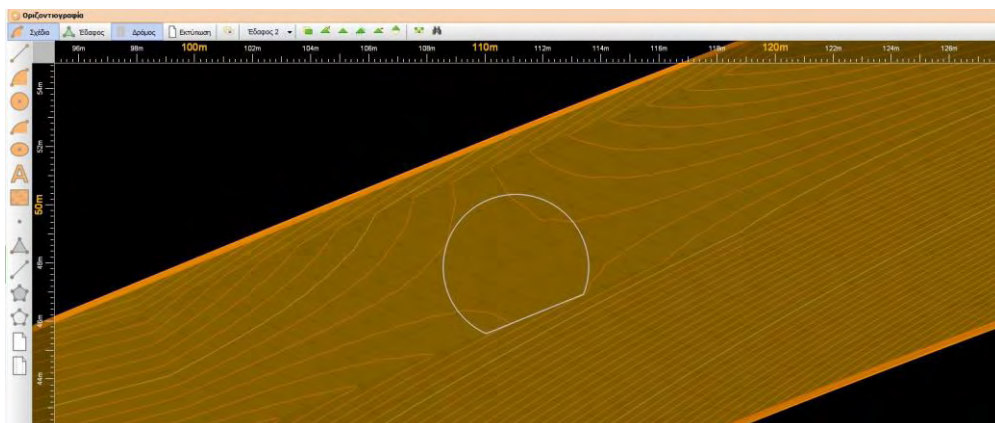 Οριζοντιογραφία
Σχέδιο Έδαφος Δρόμος Εκτύπωση Έδαφος 2
96m 98m 100m 102m 104m 106m 108m 110m 112m 114m 116m 118m 120m 122m 124m 126m
54m
52m
50m
48m
46m
44m